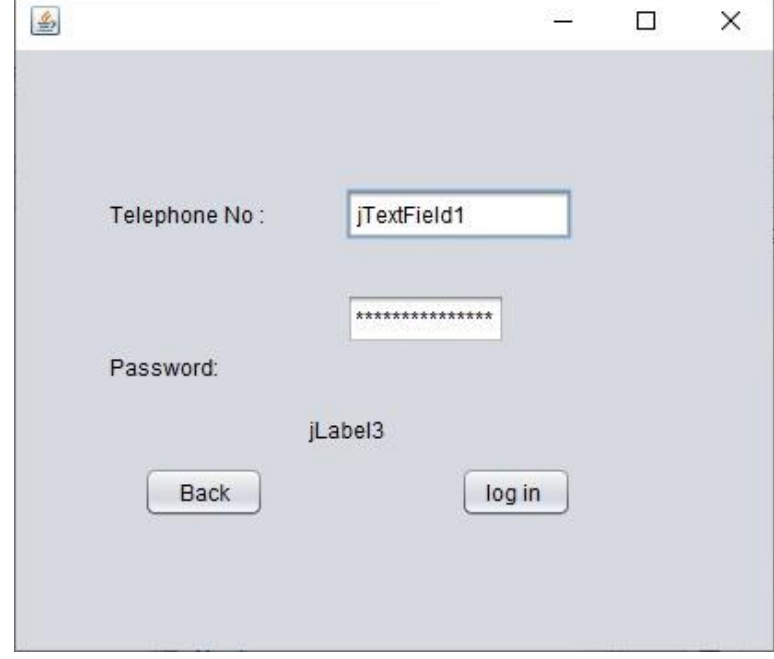 Telephone No :
jTextField1
***************
Password:
jLabel3
Back
log in